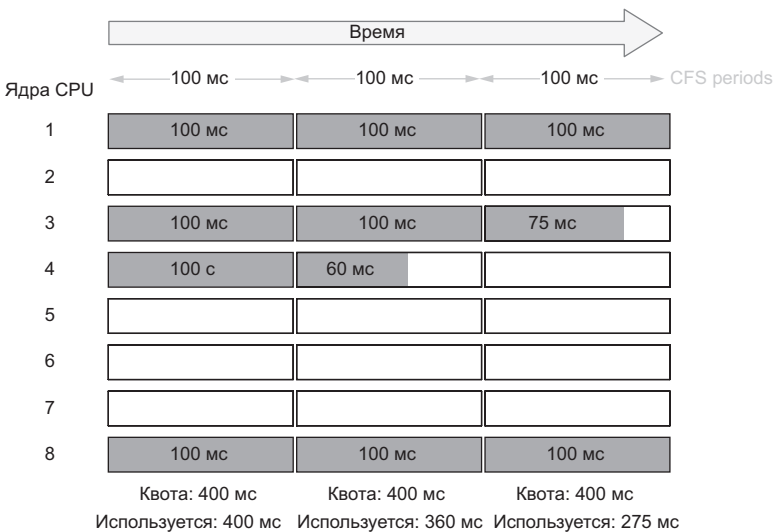 Время
100 мс 100 мс 100 мс CFS periods
Ядра CPU
1 100 мс 100 мс 100 мс
2
3 100 мс 100 мс 75 мс
4 100 с 60 мс
5
6
7
8 100 мс 100 мс 100 мс
Квота: 400 мс Квота: 400 мс Квота: 400 мс
Используется: 400 мс Используется: 360 мс Используется: 275 мс